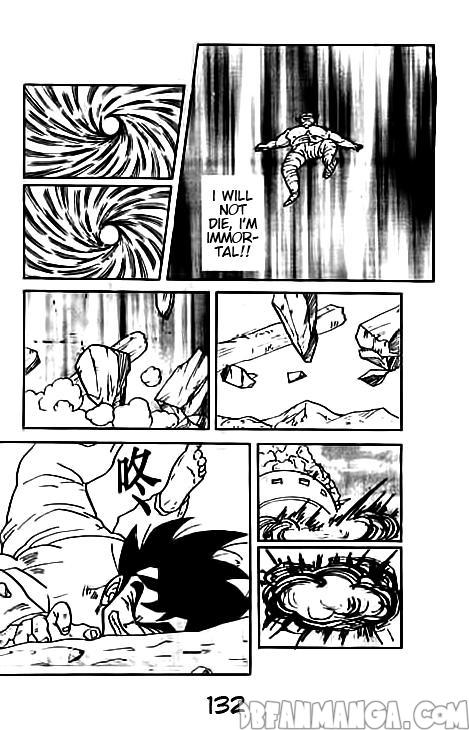 I WILL
NOT
DIE, I'M
IMMOR-
TAL!!
咚、
132
DBFANMANGA.COM